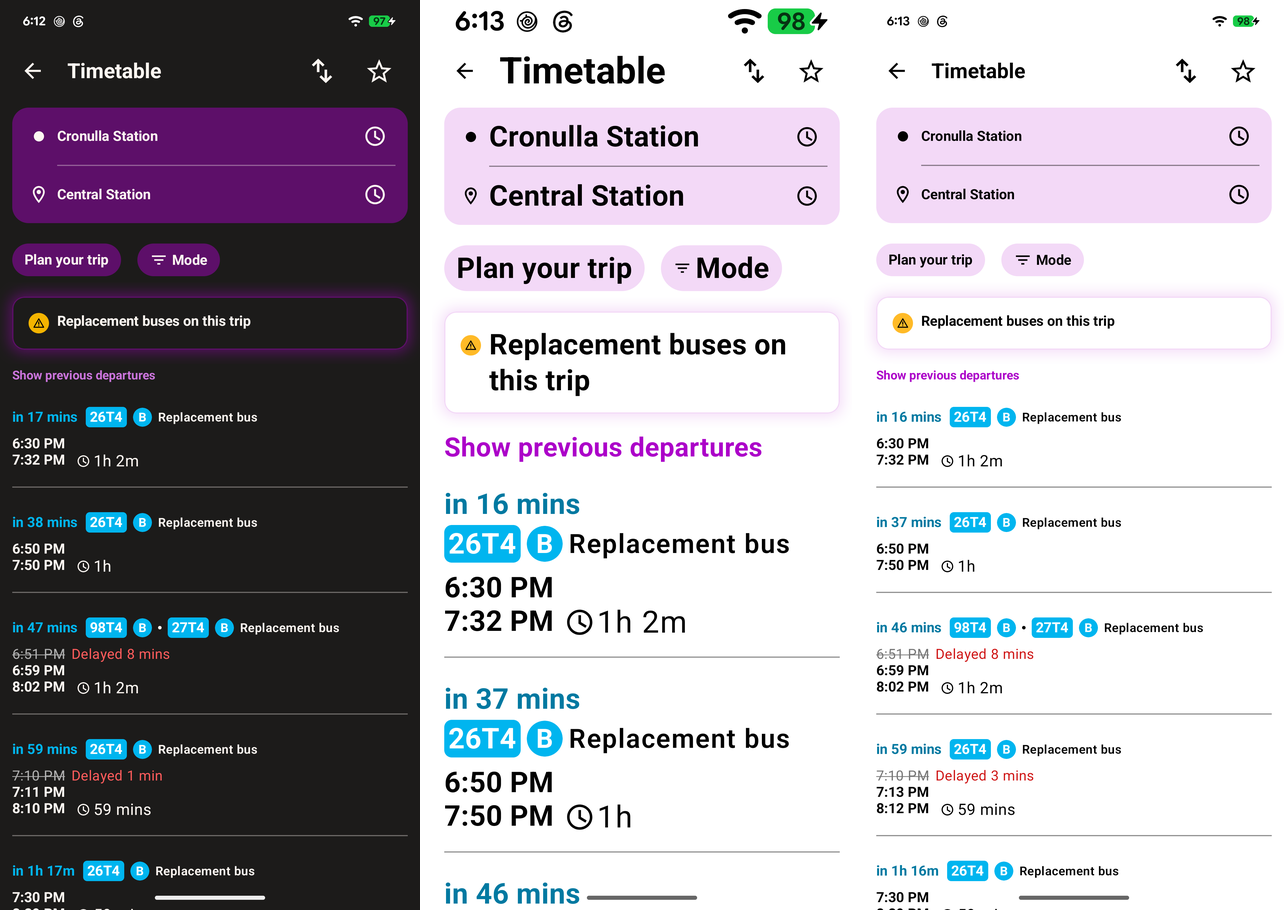 6:12 97
Timetable
Cronulla Station
Central Station
Plan your trip Mode
Replacement buses on this trip
Show previous departures
in 17 mins 26T4 B Replacement bus
6:30 PM
7:32 PM 1h 2m
in 38 mins 26T4 B Replacement bus
6:50 PM
7:50 PM 1h
in 47 mins 98T4 B • 27T4 B Replacement bus
6:51 PM Delayed 8 mins
6:59 PM
8:02 PM 1h 2m
in 59 mins 26T4 B Replacement bus
7:10 PM Delayed 1 min
7:11 PM
8:10 PM 59 mins
in 1h 17m 26T4 B Replacement bus
7:30 PM
6:13 98
Timetable
Cronulla Station
Central Station
Plan your trip Mode
Replacement buses on
this trip
Show previous departures
in 16 mins
26T4 B Replacement bus
6:30 PM
7:32 PM 1h 2m
in 37 mins
26T4 B Replacement bus
6:50 PM
7:50 PM 1h
in 46 mins
6:13 98
Timetable
Cronulla Station
Central Station
Plan your trip Mode
Replacement buses on this trip
Show previous departures
in 16 mins 26T4 B Replacement bus
6:30 PM
7:32 PM 1h 2m
in 37 mins 26T4 B Replacement bus
6:50 PM
7:50 PM 1h
in 46 mins 98T4 B • 27T4 B Replacement bus
6:51 PM Delayed 8 mins
6:59 PM
8:02 PM 1h 2m
in 59 mins 26T4 B Replacement bus
7:10 PM Delayed 3 mins
7:13 PM
8:12 PM 59 mins
in 1h 16m 26T4 B Replacement bus
7:30 PM